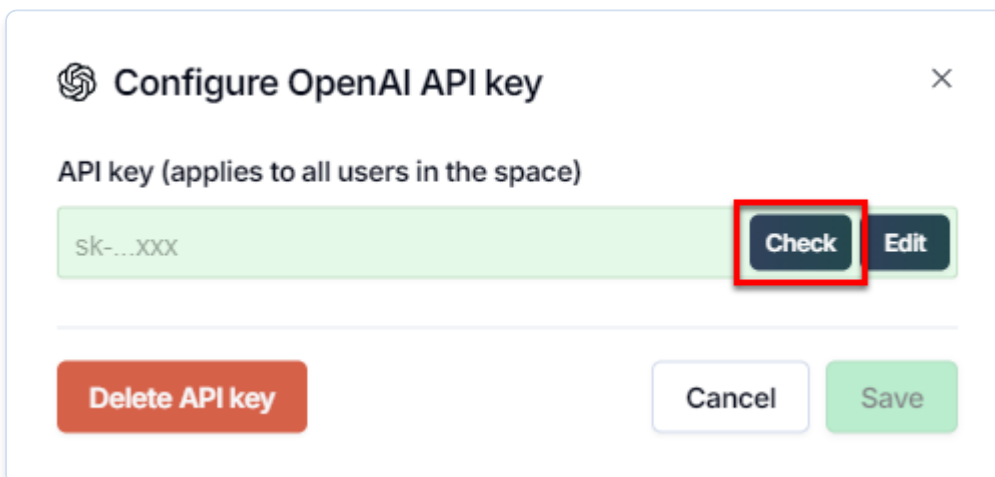 Configure OpenAI API key
API key (applies to all users in the space)
sk-...xxx Check Edit
Delete API key Cancel Save